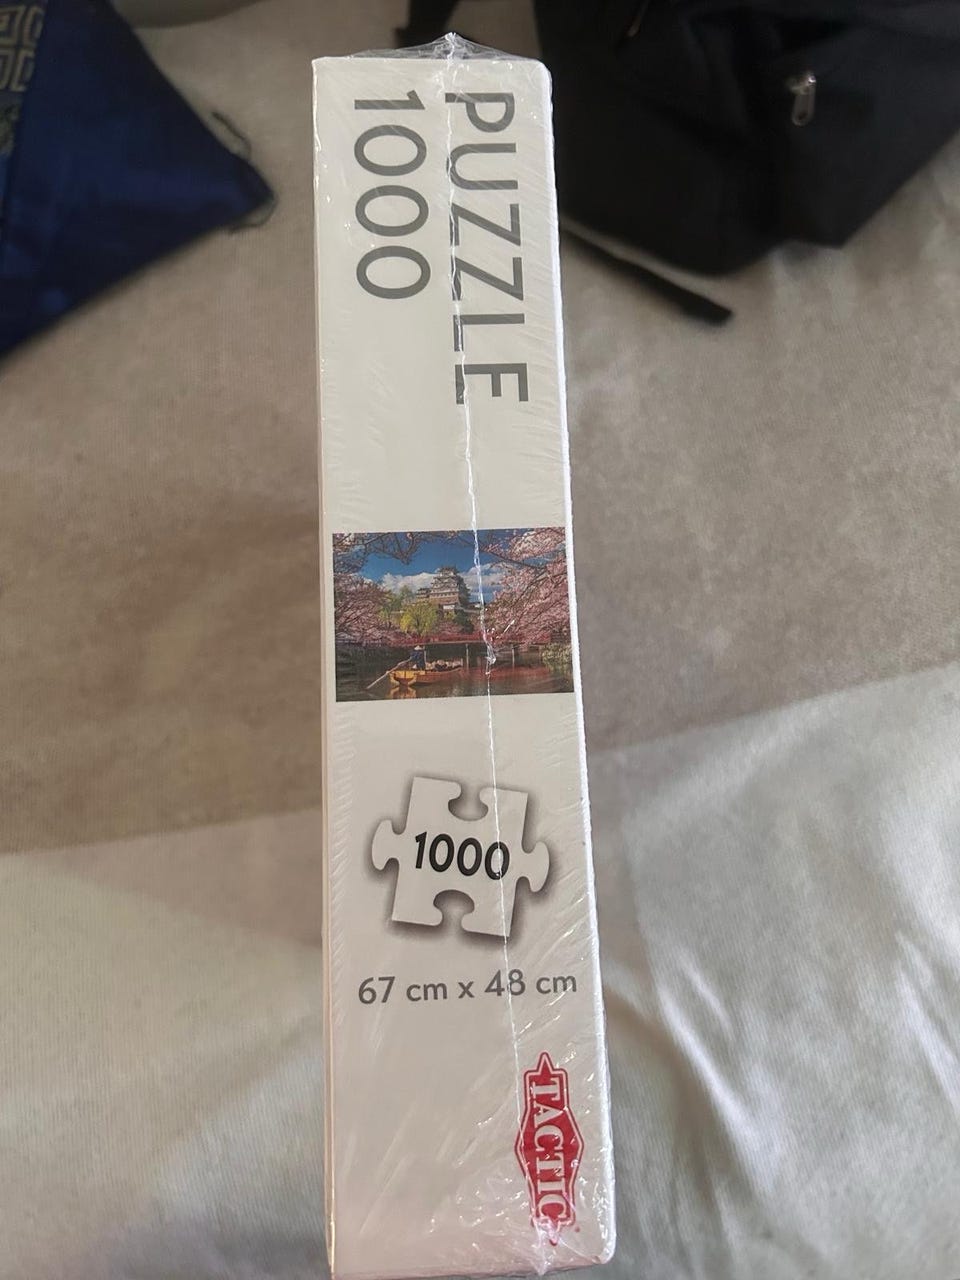 PUZZLE
1000
1000
67 cm x 48 cm
TACTIC